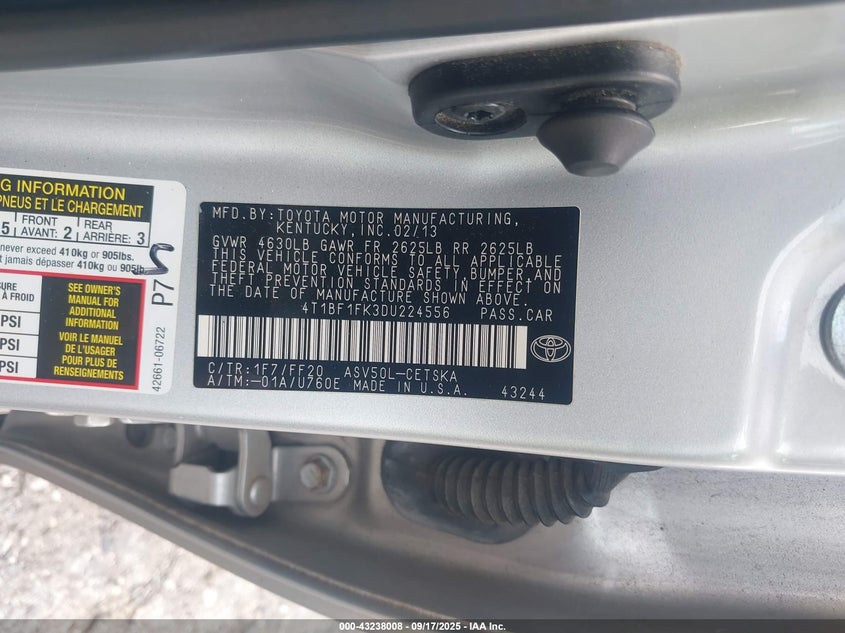 G INFORMATION
PNEUS ET LE CHARGEMENT
5 FRONT AVANT: 2 REAR ARRIÈRE: 3
never exceed 410kg or 905lbs.
t jamais dépasser 410kg ou 905lb
SURE
À FROID
PSI
PSI
PSI
SEE OWNER'S
MANUAL FOR
ADDITIONAL
INFORMATION
VOIR LE MANUEL
DE L'USAGER
POUR PLUS DE
RENSEIGNEMENTS
42661-06722
P7 5
MFD.BY:TOYOTA MOTOR MANUFACTURING,
KENTUCKY,INC.02/13
GVWR 4630LB GAWR FR 2625LB RR 2625LB
THIS VEHICLE CONFORMS TO ALL APPLICABLE
FEDERAL MOTOR VEHICLE SAFETY,BUMPER,AND
THEFT PREVENTION STANDARDS IN EFFECT ON
THE DATE OF MANUFACTURE SHOWN ABOVE.
4T1BF1FK3DU224556 PASS.CAR
C/TR:1F7/FF20 ASV50L-CETSKA
A/TM:-01A/U760E MADE IN U.S.A.
43244
000-43238008 - 09/17/2025 - IAA Inc.